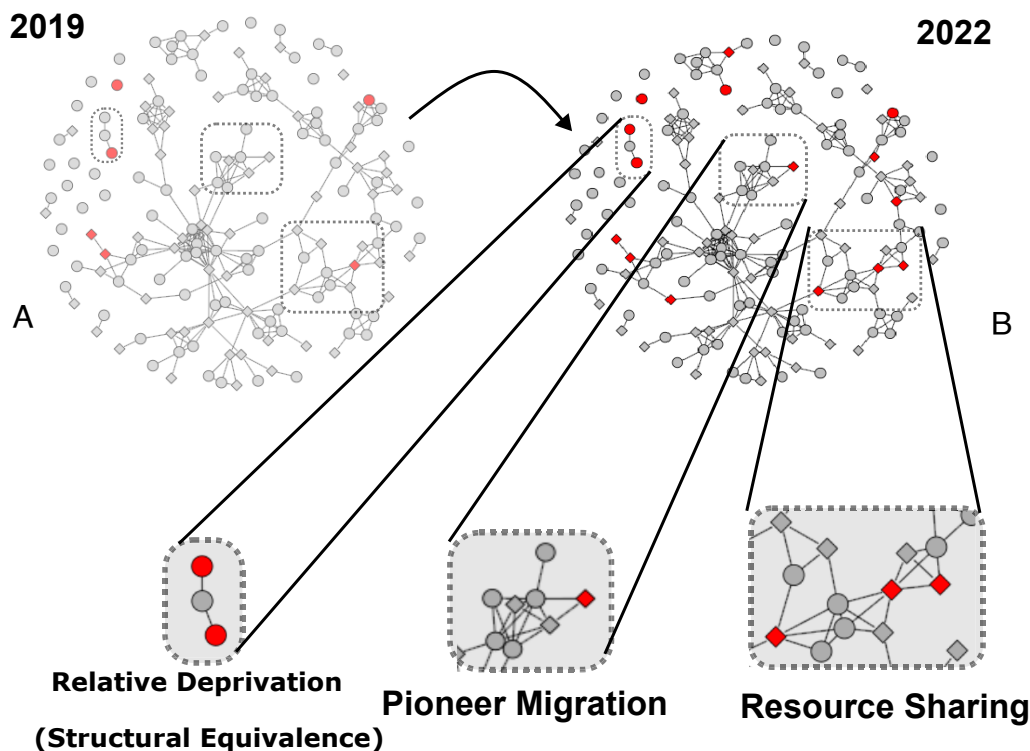 2019
2022
A
B
Relative Deprivation
(Structural Equivalence)
Pioneer Migration
Resource Sharing